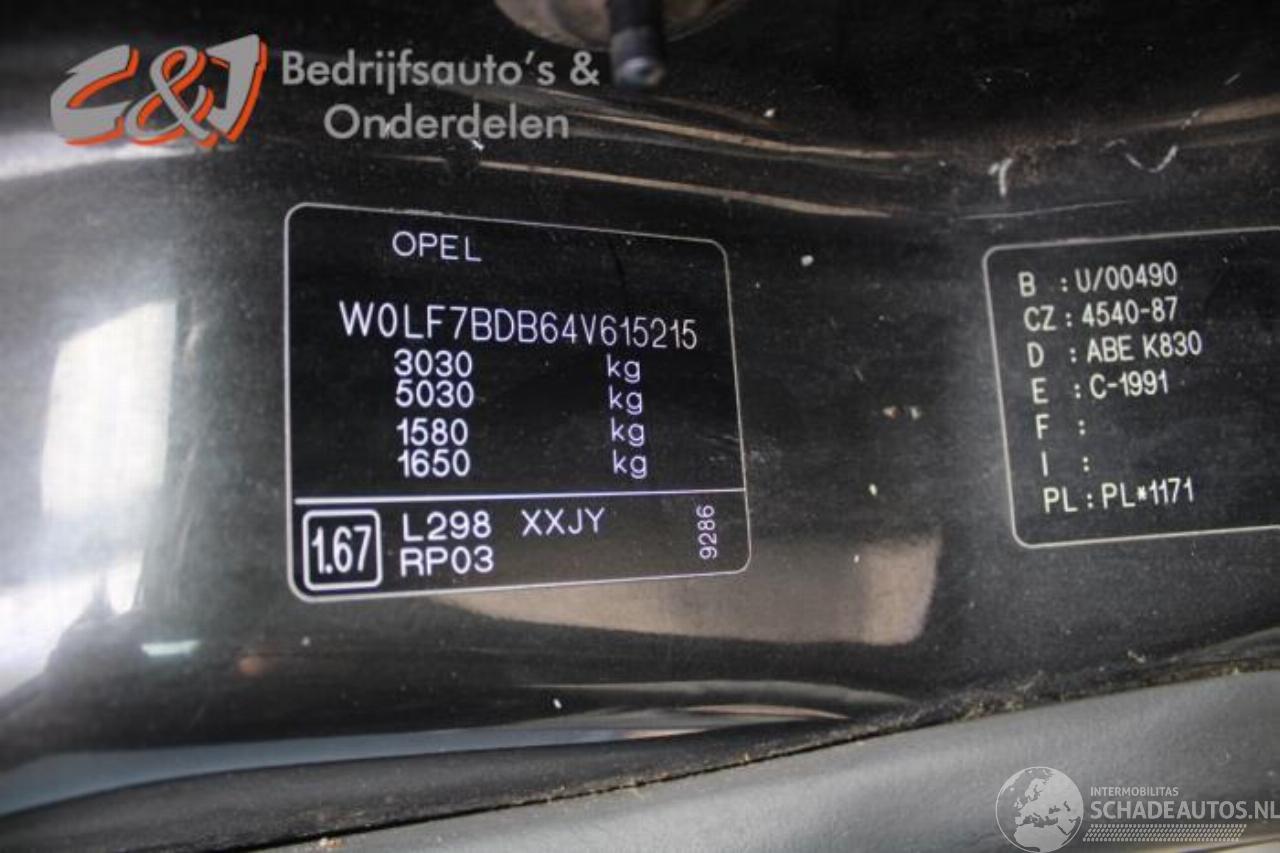 C&J Bedrijfsauto's &
Onderdelen
OPEL
W0LF7BDB64V615215
3030 kg
5030 kg
1580 kg
1650 kg
1.67 L298 XXJY
RP03
9286
B : U/00490
CZ : 4540-87
D : ABE K830
E : C-1991
F :
I :
PL : PL*1171
INTERMOBILITAS
SCHADEAUTOS.NL